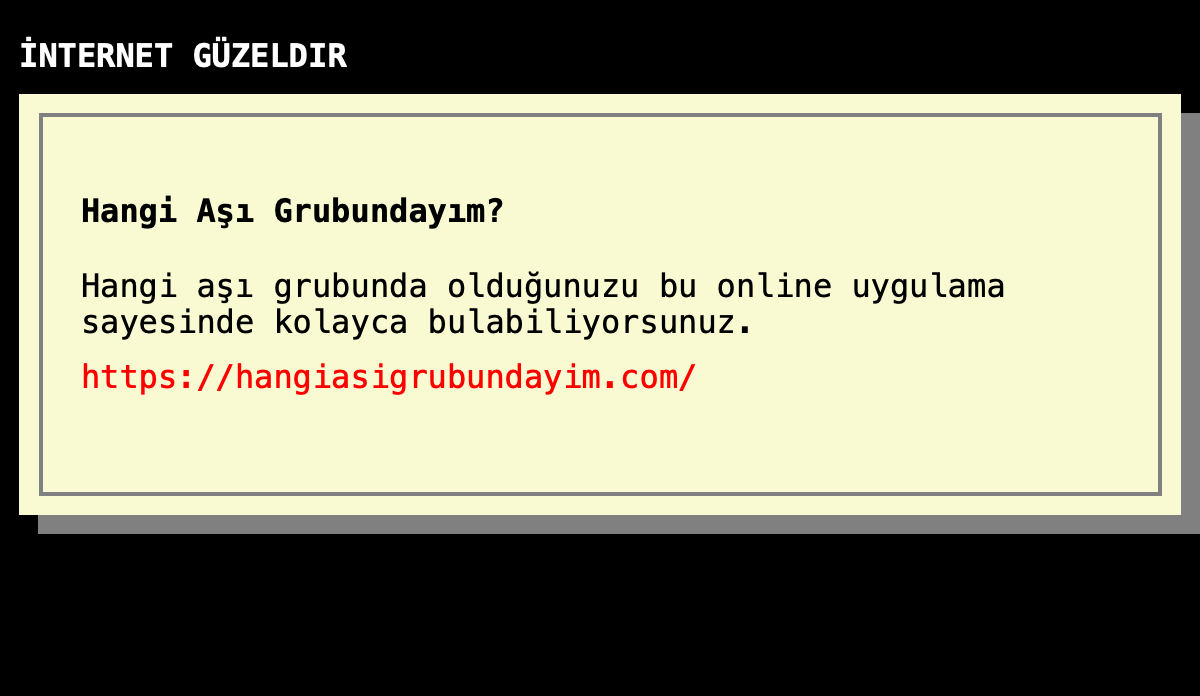 İNTERNET GÜZELDIR
Hangi Aşı Grubundayım?
Hangi aşı grubunda olduğunuzu bu online uygulama
sayesinde kolayca bulabiliyorsunuz.
https://hangiasigrubundayim.com/